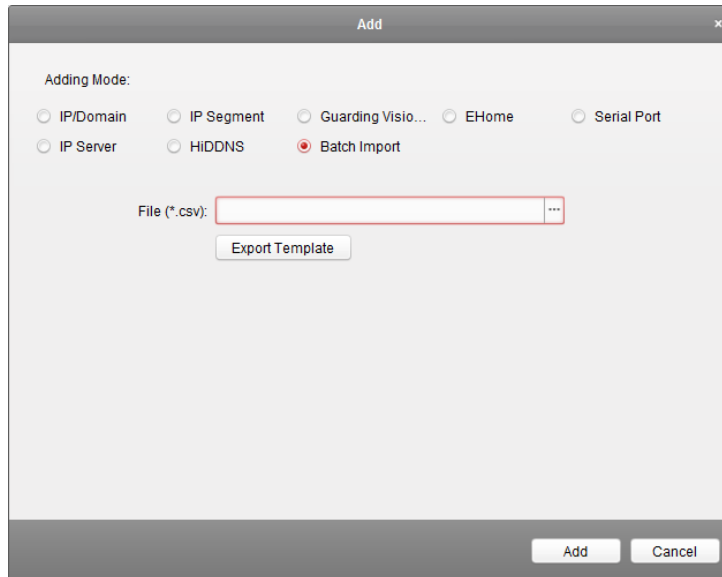 Add
×
Adding Mode:
IP/Domain IP Segment Guarding Visio... EHome Serial Port
IP Server HiDDNS Batch Import
File (*.csv): ...
Export Template
Add Cancel